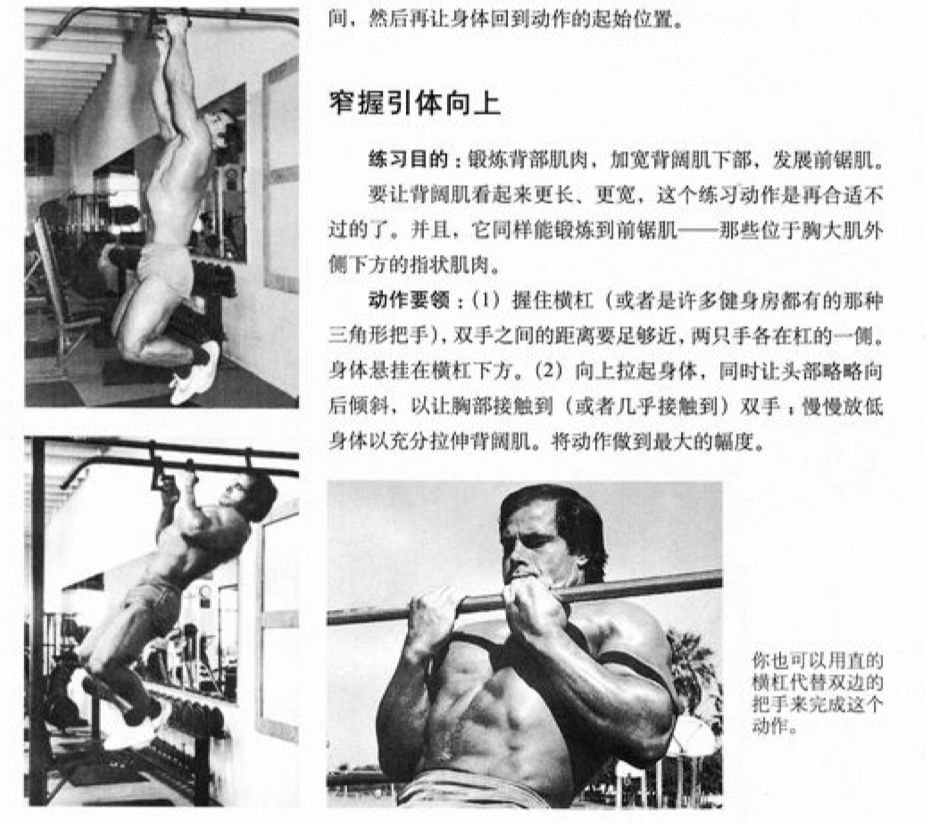 间，然后再让身体回到动作的起始位置。
窄握引体向上
练习目的：锻炼背部肌肉，加宽背阔肌下部，发展前锯肌。
要让背阔肌看起来更长、更宽，这个练习动作是再合适不
过的了。并且，它同样能锻炼到前锯肌——那些位于胸大肌外
侧下方的指状肌肉。
动作要领：（1）握住横杠（或者是许多健身房都有的那种
三角形把手），双手之间的距离要足够近，两只手各在杠的一侧。
身体悬挂在横杠下方。（2）向上拉起身体，同时让头部略略向
后倾斜，以让胸部接触到（或者几乎接触到）双手；慢慢放低
身体以充分拉伸背阔肌。将动作做到最大的幅度。
你也可以用直的
横杠代替双边的
把手来完成这个
动作。